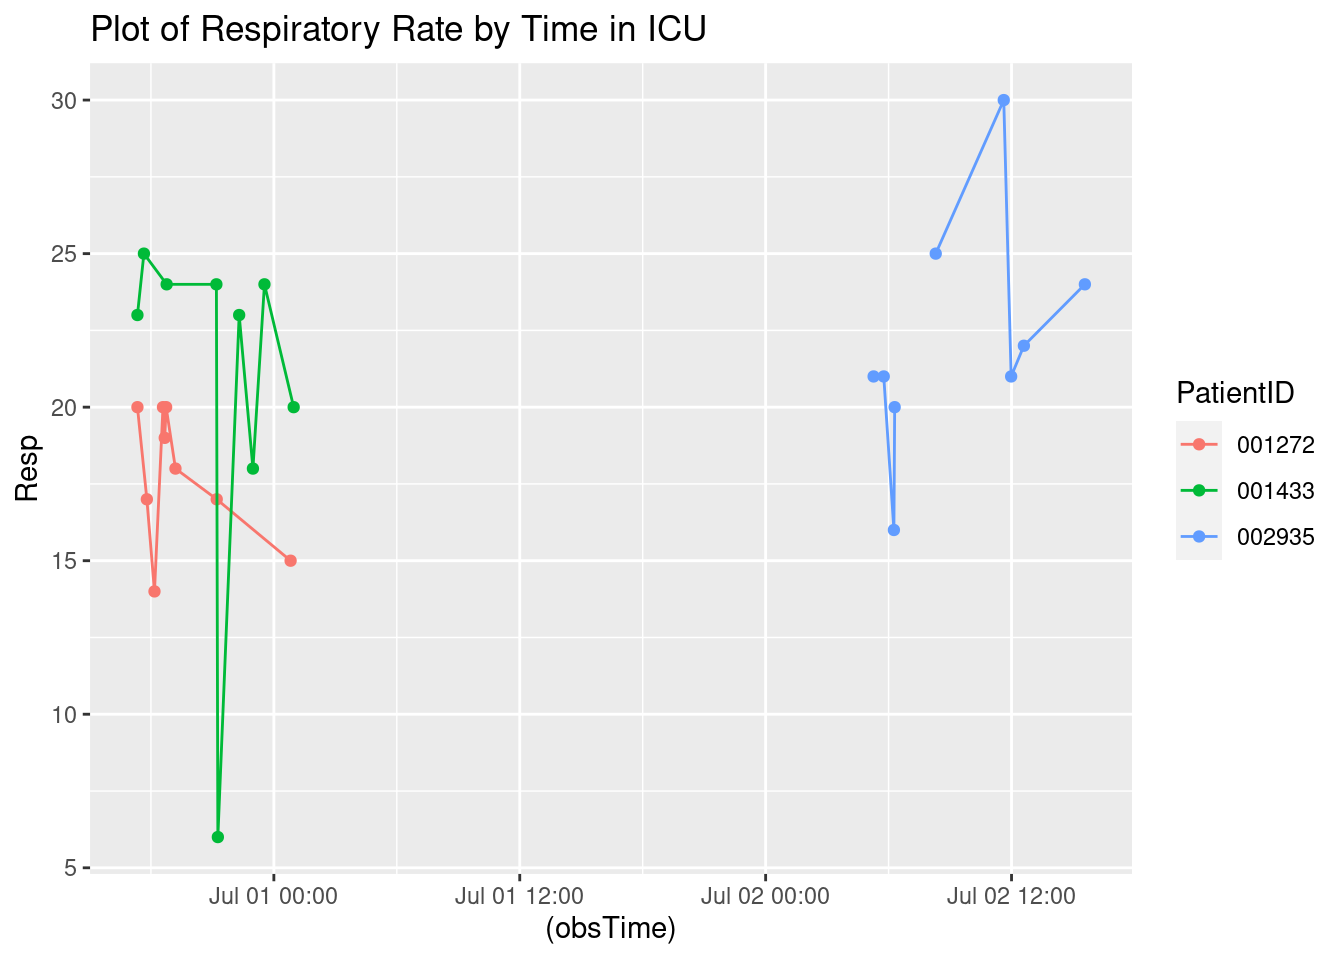 Plot of Respiratory Rate by Time in ICU
30
25
20
15
10
5
Resp
Jul 01 00:00 Jul 01 12:00 Jul 02 00:00 Jul 02 12:00
(obsTime)
PatientID
001272
001433
002935